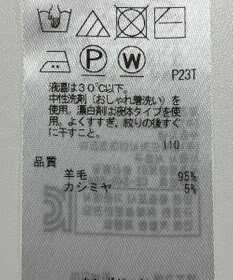 P
W
P23T
液温は30℃以下。
中性洗剤(おしゃれ着洗い)を
使用。漂白剤は液体タイプを使
用。よくすすぎ、絞りの後すぐ
に干すこと。
110
品質
羊毛 95%
カシミヤ 5%